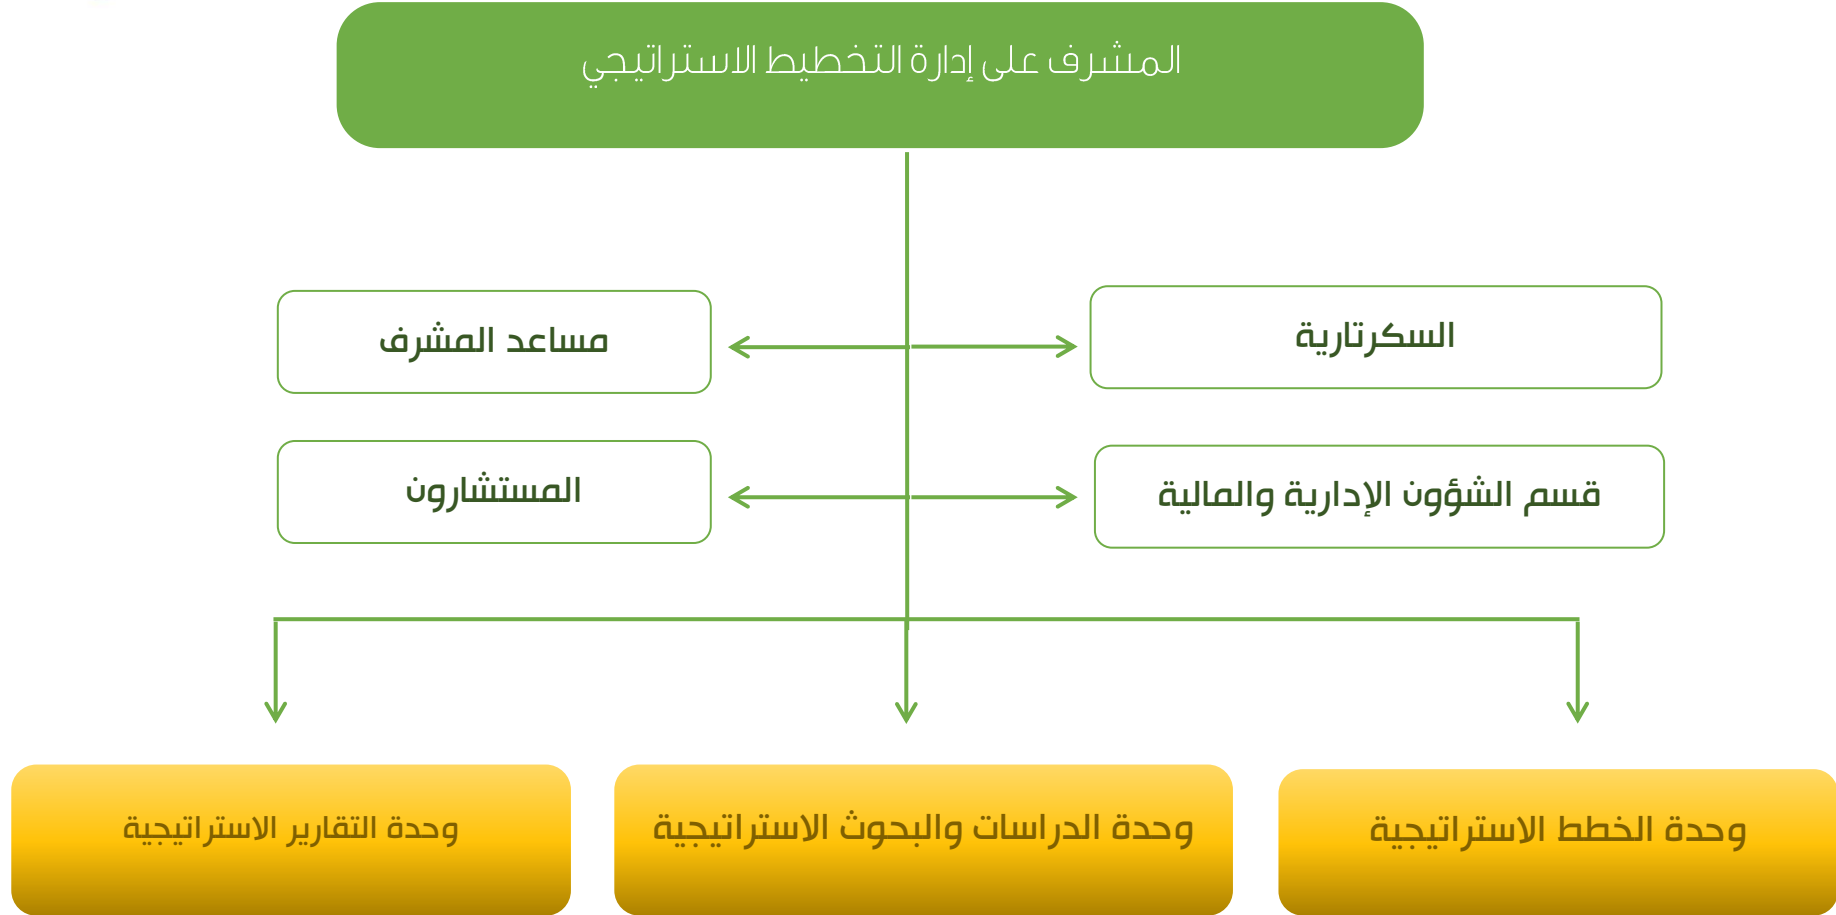 المشرف على إدارة التخطيط الاستراتيجي
السكرتارية
مساعد المشرف
قسم الشؤون الإدارية والمالية
المستشارون
وحدة الخطط الاستراتيجية
وحدة الدراسات والبحوث الاستراتيجية
وحدة التقارير الاستراتيجية